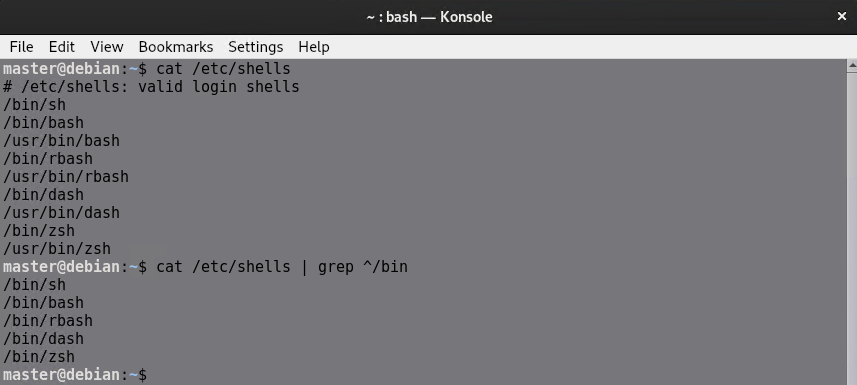 ~ : bash — Konsole
File Edit View Bookmarks Settings Help
master@debian:~$ cat /etc/shells
# /etc/shells: valid login shells
/bin/sh
/bin/bash
/usr/bin/bash
/bin/rbash
/usr/bin/rbash
/bin/dash
/usr/bin/dash
/bin/zsh
/usr/bin/zsh
master@debian:~$ cat /etc/shells | grep ^/bin
/bin/sh
/bin/bash
/bin/rbash
/bin/dash
/bin/zsh
master@debian:~$